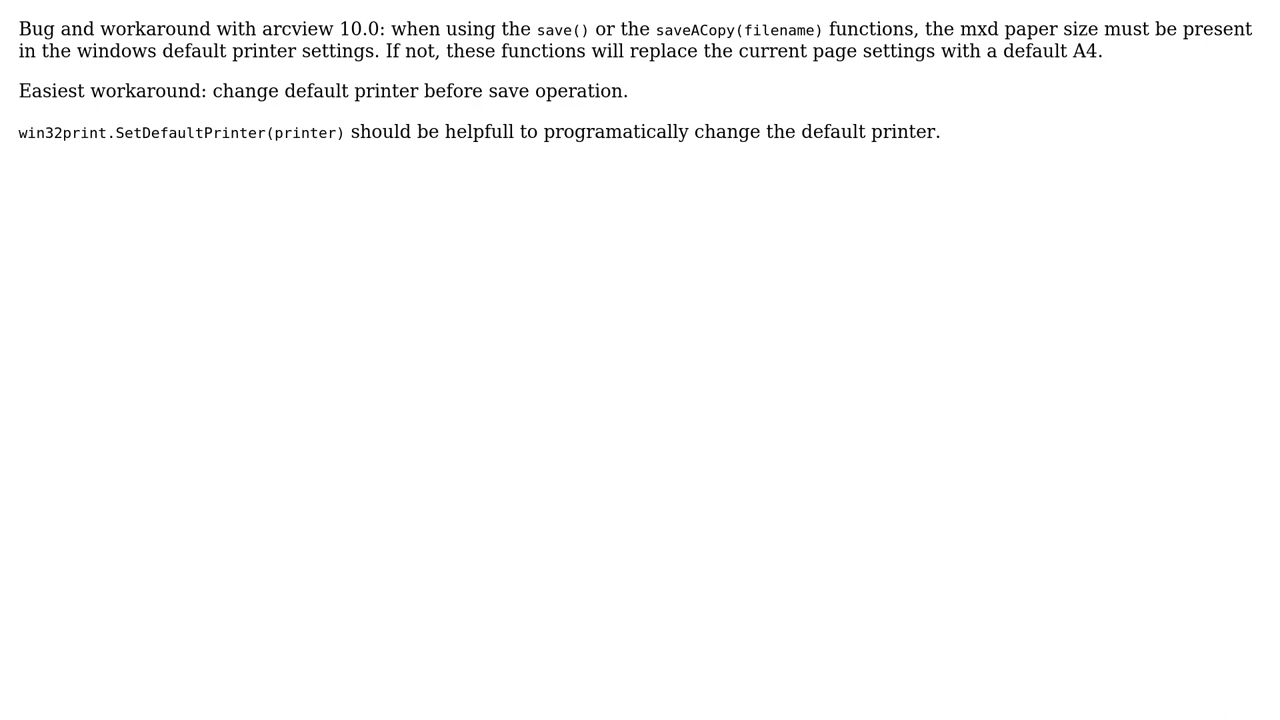 Bug and workaround with arcview 10.0: when using the save() or the saveACopy(filename) functions, the mxd paper size must be present
in the windows default printer settings. If not, these functions will replace the current page settings with a default A4.
Easiest workaround: change default printer before save operation.
win32print.SetDefaultPrinter(printer) should be helpfull to programatically change the default printer.